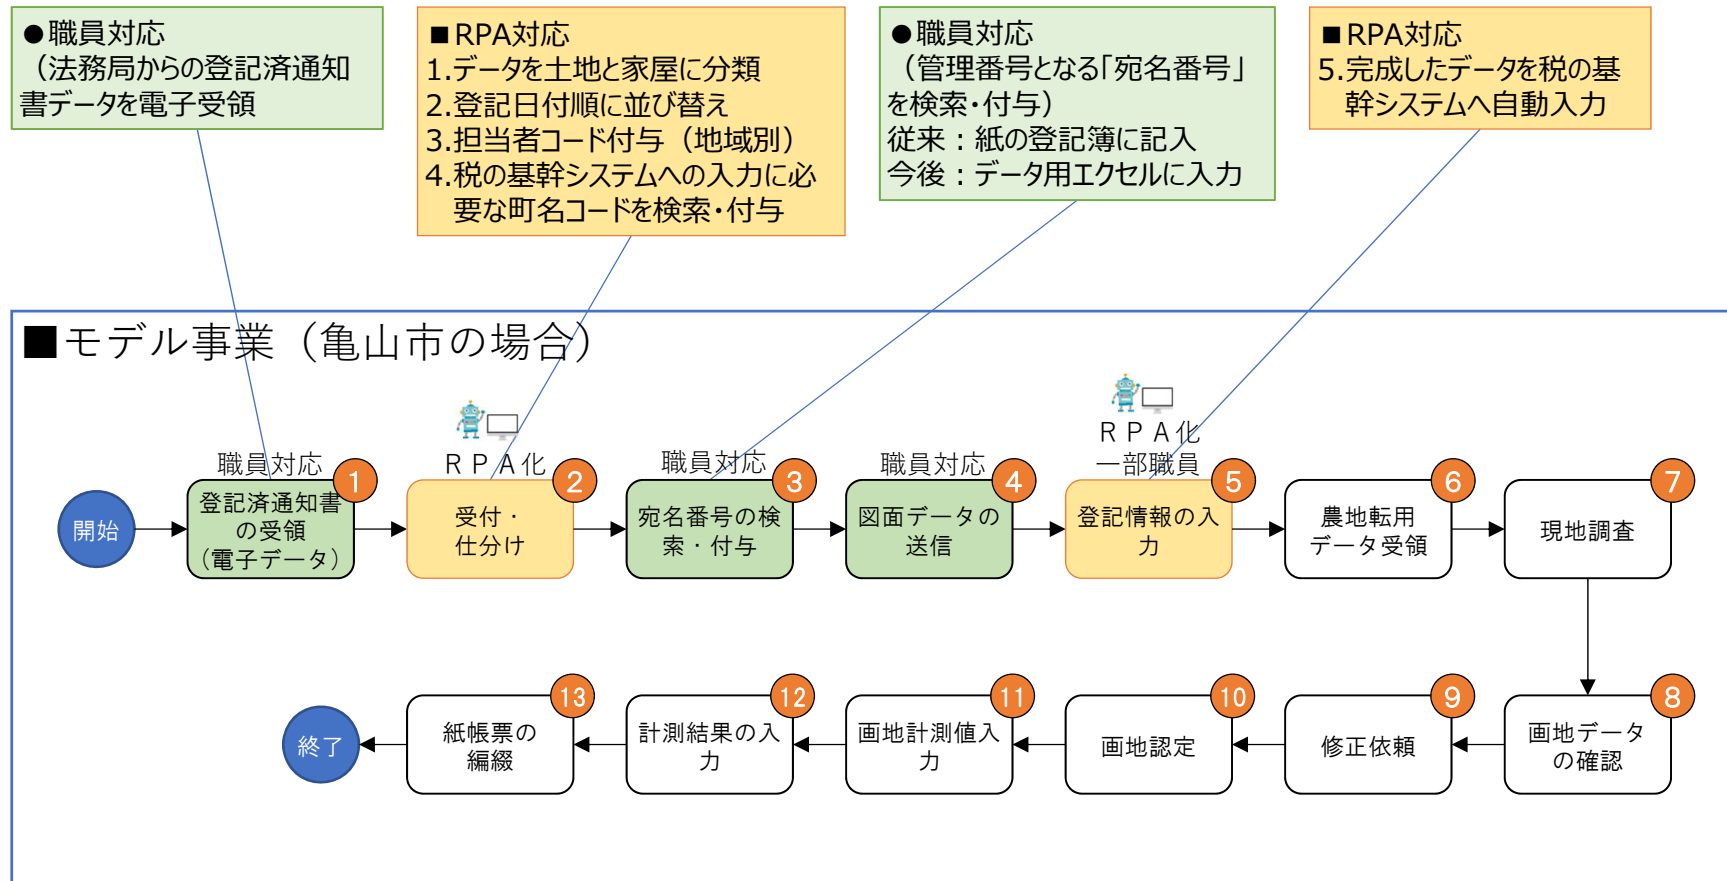 ●職員対応
（法務局からの登記済通知
書データを電子受領
■RPA対応
1.データを土地と家屋に分類
2.登記日付順に並び替え
3.担当者コード付与（地域別）
4.税の基幹システムへの入力に必
要な町名コードを検索・付与
●職員対応
（管理番号となる「宛名番号」
を検索・付与）
従来：紙の登記簿に記入
今後：データ用エクセルに入力
■RPA対応
5.完成したデータを税の基
幹システムへ自動入力
■モデル事業（亀山市の場合）
開始
職員対応
1
登記済通知書
の受領
（電子データ）
ＲＰＡ化
2
受付・
仕分け
職員対応
3
宛名番号の検
索・付与
職員対応
4
図面データの
送信
ＲＰＡ化
一部職員
5
登記情報の入
力
6
農地転用
データ受領
7
現地調査
8
画地データ
の確認
9
修正依頼
10
画地認定
11
画地計測値入
力
12
計測結果の入
力
13
紙帳票の
編綴
終了